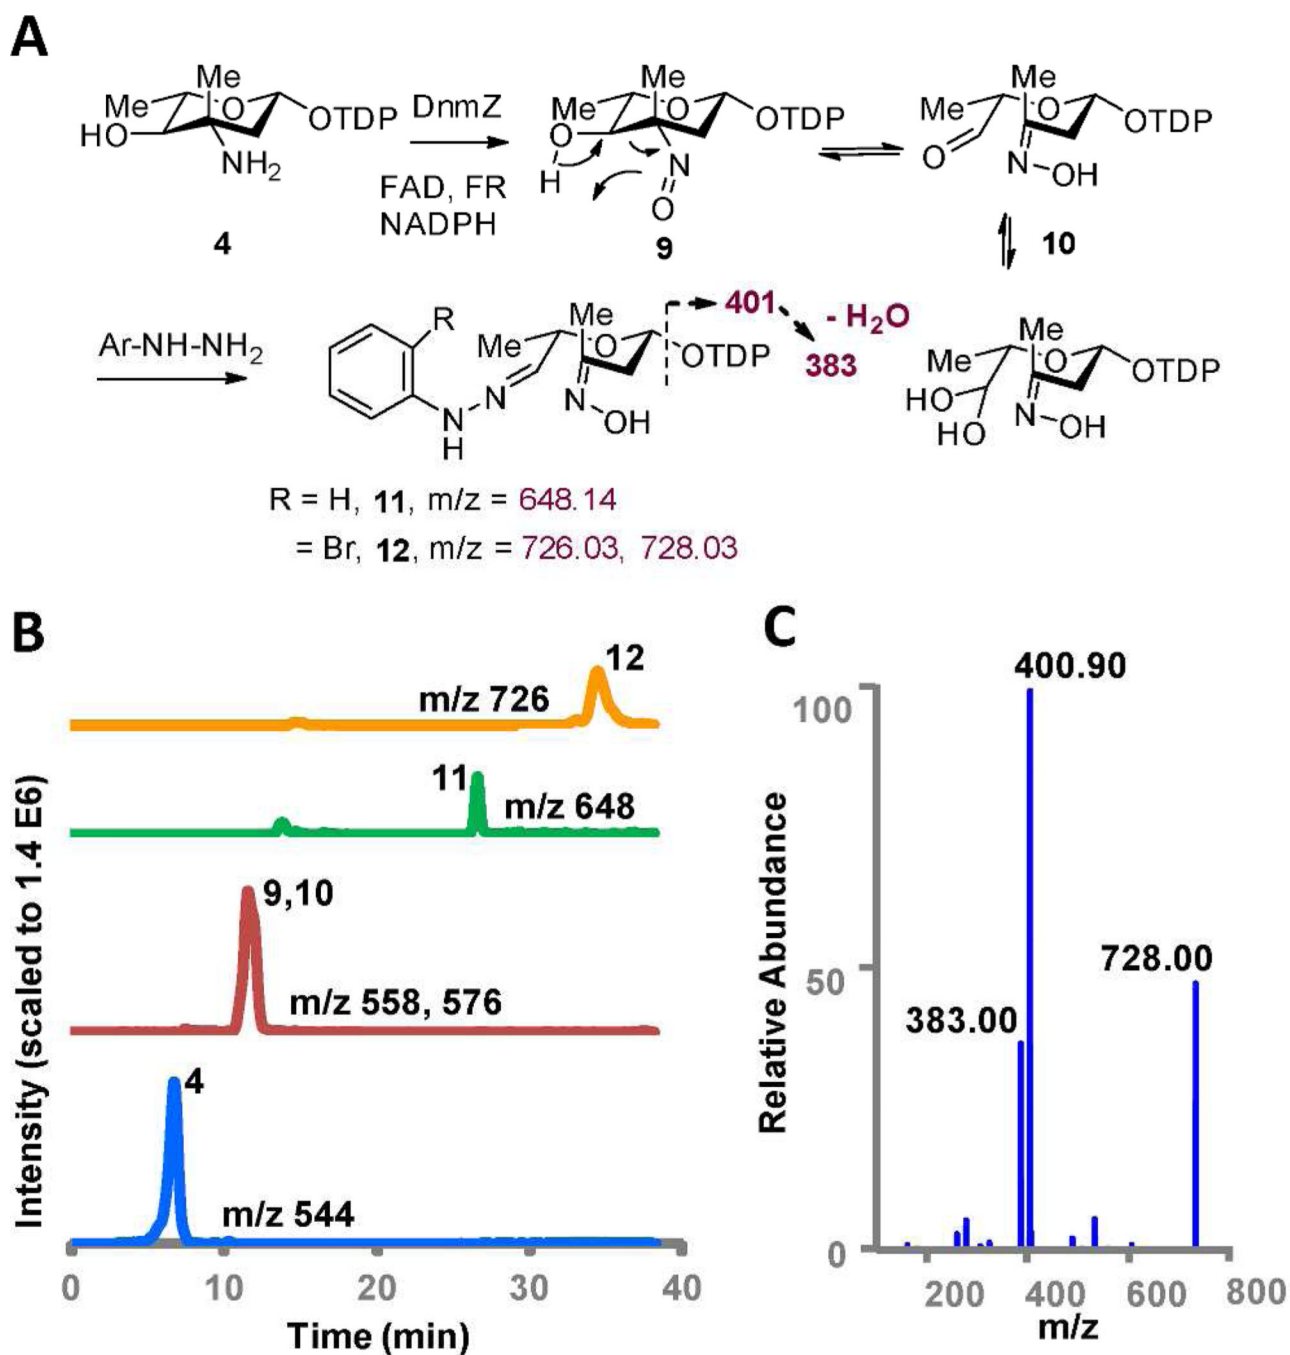 A
Me
Me
O
OTDP
HO
NH2
4
DnmZ
FAD, FR
NADPH
Me
Me
O
OTDP
O
H
N
O
9
Me
Me
O
OTDP
O
N
OH
10
Ar-NH-NH2
R
Me
Me
O
OTDP
N
N
H
N
OH
401
- H2O
383
Me
Me
O
OTDP
HO
HO
N
OH
R = H, 11, m/z = 648.14
= Br, 12, m/z = 726.03, 728.03
B
12
m/z 726
11
m/z 648
9,10
m/z 558, 576
4
m/z 544
Intensity (scaled to 1.4 E6)
0 10 20 30 40
Time (min)
C
400.90
728.00
383.00
100
50
0
Relative Abundance
200 400 600 800
m/z